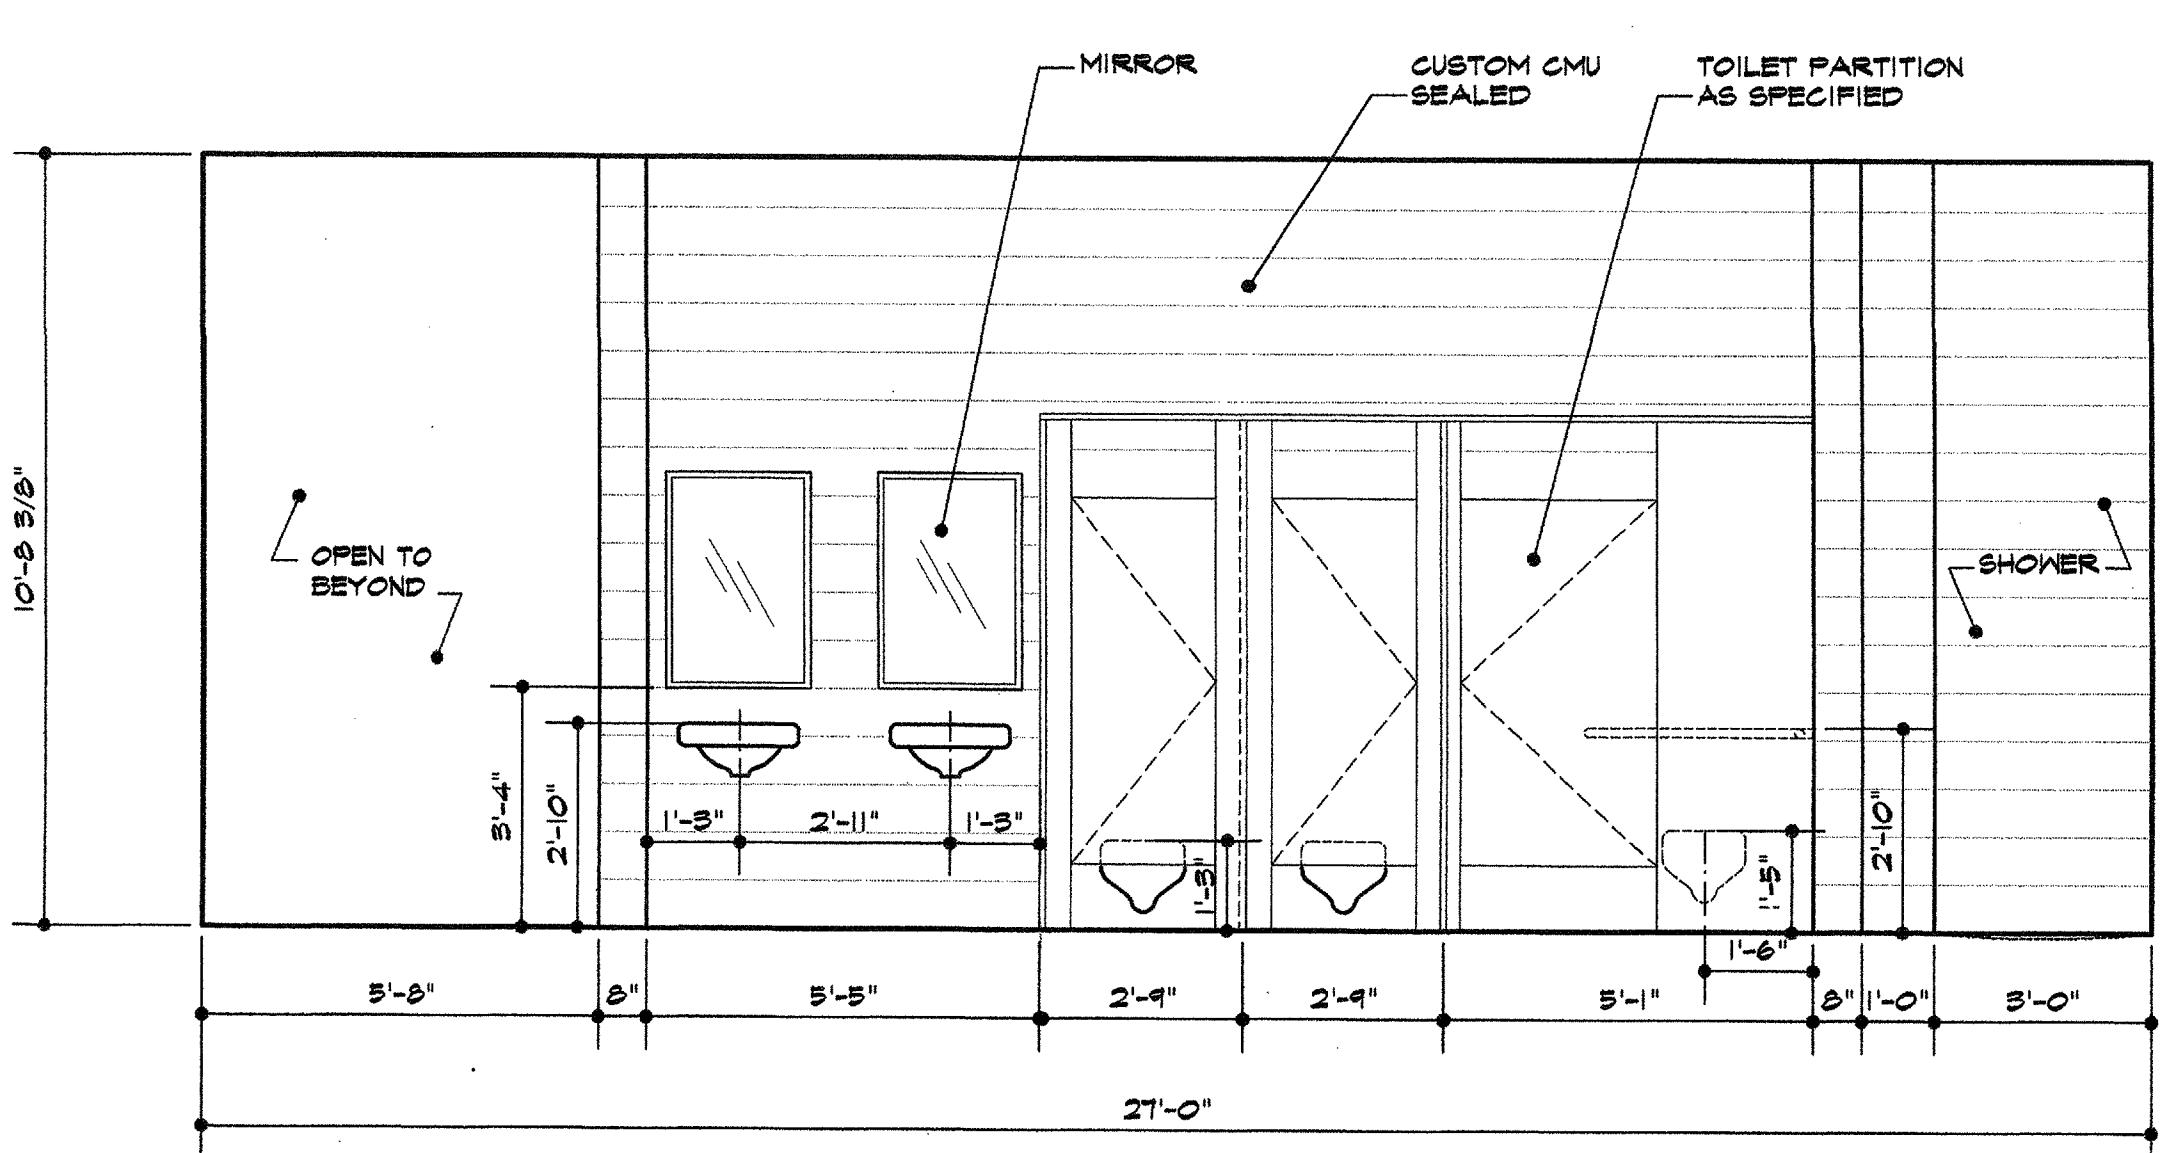 MIRROR
CUSTOM CMU
SEALED
TOILET PARTITION
AS SPECIFIED
10'-8 3/8"
OPEN TO
BEYOND
SHOWER
3'-4"
2'-10"
1'-3"
2'-11"
1'-3"
1'-3"
1'-5"
2'-10"
1'-6"
5'-8"
8"
5'-5"
2'-9"
2'-9"
5'-1"
8"
1'-0"
3'-0"
27'-0"